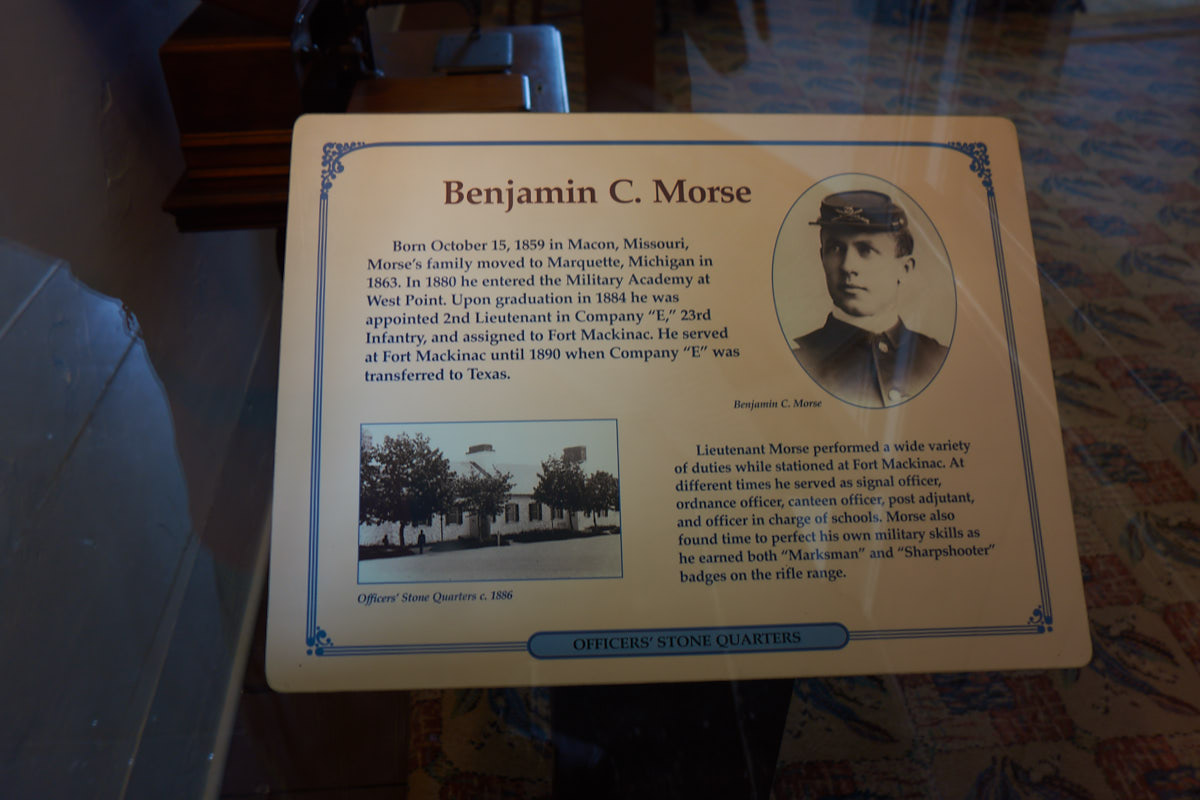 Benjamin C. Morse
Born October 15, 1859 in Macon, Missouri,
Morse's family moved to Marquette, Michigan in
1863. In 1880 he entered the Military Academy at
West Point. Upon graduation in 1884 he was
appointed 2nd Lieutenant in Company “E,” 23rd
Infantry, and assigned to Fort Mackinac. He served
at Fort Mackinac until 1890 when Company “E” was
transferred to Texas.
Benjamin C. Morse
Officers' Stone Quarters c. 1886
Lieutenant Morse performed a wide variety
of duties while stationed at Fort Mackinac. At
different times he served as signal officer,
ordnance officer, canteen officer, post adjutant,
and officer in charge of schools. Morse also
found time to perfect his own military skills as
he earned both “Marksman” and “Sharpshooter”
badges on the rifle range.
OFFICERS' STONE QUARTERS